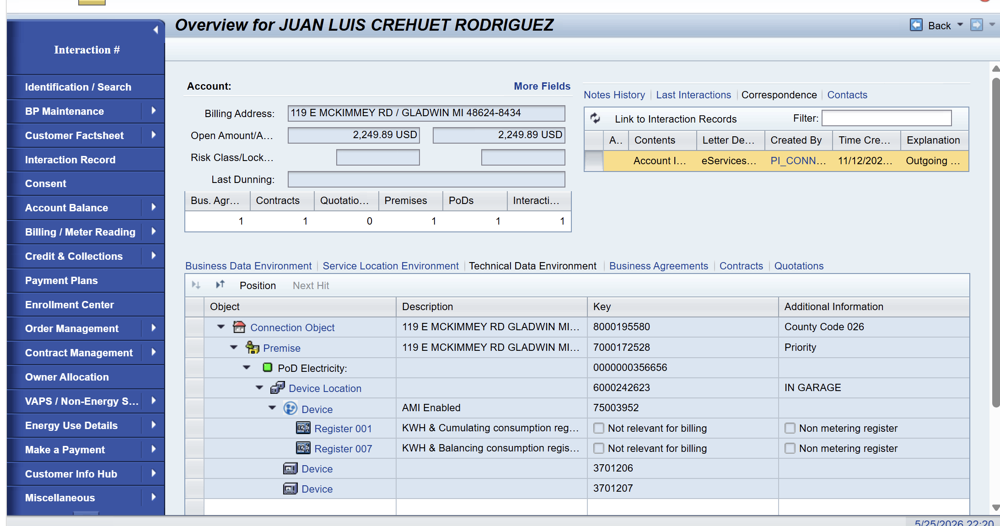 Overview for JUAN LUIS CREHUET RODRIGUEZ
Back
Interaction #
Identification / Search
BP Maintenance
Customer Factsheet
Interaction Record
Consent
Account Balance
Billing / Meter Reading
Credit & Collections
Payment Plans
Enrollment Center
Order Management
Contract Management
Owner Allocation
VAPS / Non-Energy S...
Energy Use Details
Make a Payment
Customer Info Hub
Miscellaneous
Account: More Fields
Billing Address: 119 E MCKIMMEY RD / GLADWIN MI 48624-8434
Open Amount/A... 2,249.89 USD 2,249.89 USD
Risk Class/Lock...
Last Dunning:
Bus. Agr... Contracts Quotatio... Premises PoDs Interacti...
1 1 0 1 1 1
Notes History Last Interactions Correspondence Contacts
Link to Interaction Records Filter:
A.. Contents Letter De... Created By Time Cre... Explanation
Account I... eServices... PI_CONN... 11/12/202... Outgoing ...
Business Data Environment Service Location Environment Technical Data Environment Business Agreements Contracts Quotations
Position Next Hit
Object Description Key Additional Information
Connection Object 119 E MCKIMMEY RD GLADWIN MI... 8000195580 County Code 026
Premise 119 E MCKIMMEY RD GLADWIN MI... 7000172528 Priority
PoD Electricity: 0000000356656
Device Location 6000242623 IN GARAGE
Device AMI Enabled 75003952
Register 001 KWH & Cumulating consumption reg... Not relevant for billing Non metering register
Register 007 KWH & Balancing consumption regis... Not relevant for billing Non metering register
Device 3701206
Device 3701207
5/25/2026 22:20